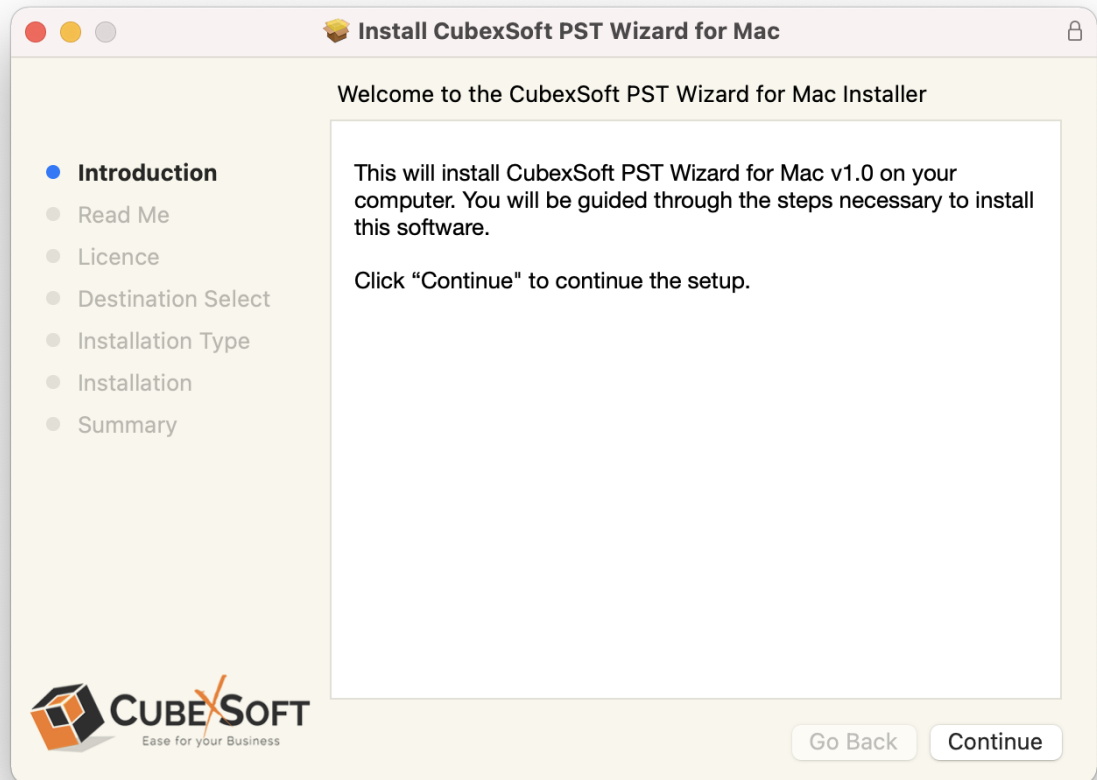 Install CubexSoft PST Wizard for Mac
Welcome to the CubexSoft PST Wizard for Mac Installer
Introduction
Read Me
Licence
Destination Select
Installation Type
Installation
Summary
This will install CubexSoft PST Wizard for Mac v1.0 on your
computer. You will be guided through the steps necessary to install
this software.
Click “Continue" to continue the setup.
CUBEXSOFT
Ease for your Business
Go Back
Continue